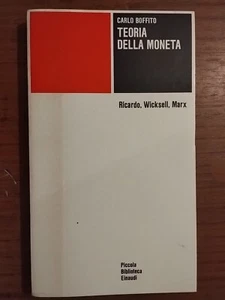 CARLO BOFFITO
TEORIA
DELLA MONETA
Ricardo, Wicksell, Marx
Piccola
Biblioteca
Einaudi